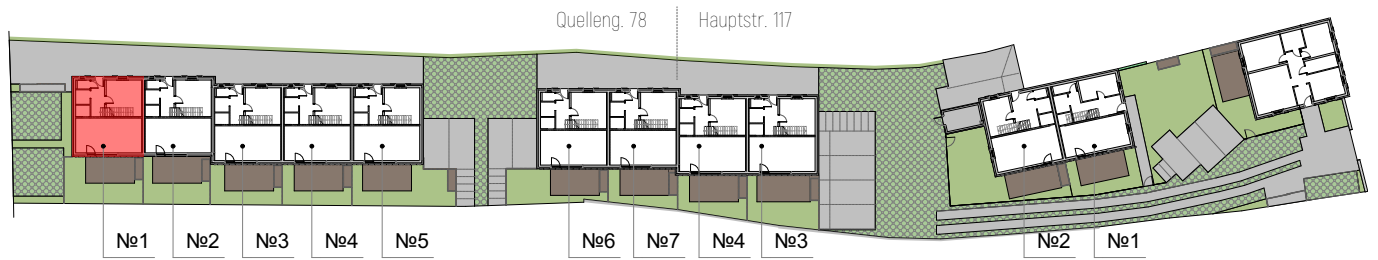 Quelleng. 78 Hauptstr. 117
№1 №2 №3 №4 №5 №6 №7 №4 №3 №2 №1